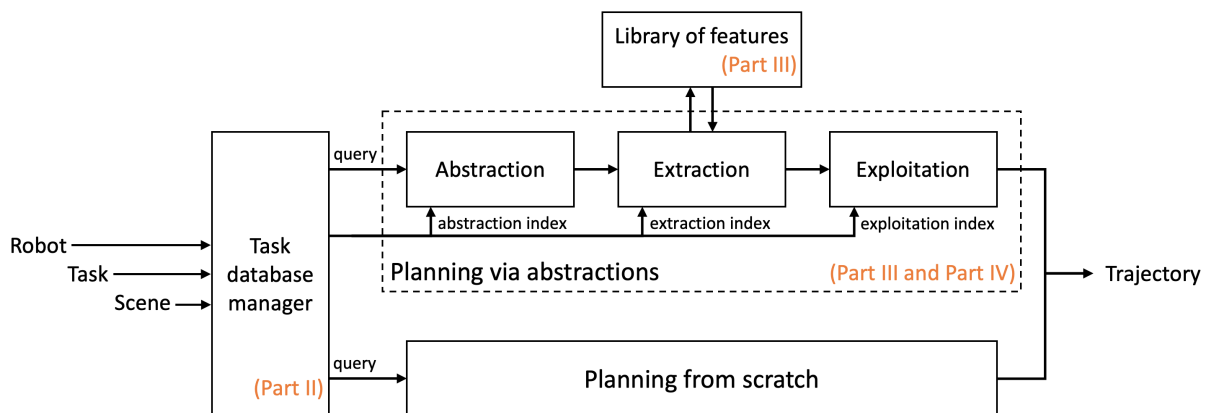 Library of features
(Part III)
query
Abstraction
Extraction
Exploitation
abstraction index
extraction index
exploitation index
Robot
Task
Scene
Task
database
manager
(Part II)
Planning via abstractions
(Part III and Part IV)
Trajectory
query
Planning from scratch